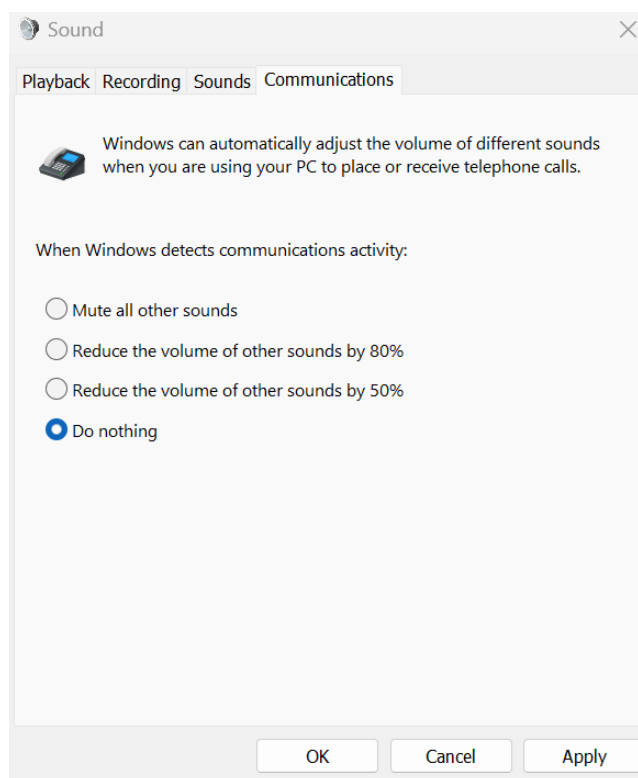 Sound
Playback Recording Sounds Communications
Windows can automatically adjust the volume of different sounds
when you are using your PC to place or receive telephone calls.
When Windows detects communications activity:
Mute all other sounds
Reduce the volume of other sounds by 80%
Reduce the volume of other sounds by 50%
Do nothing
OK Cancel Apply